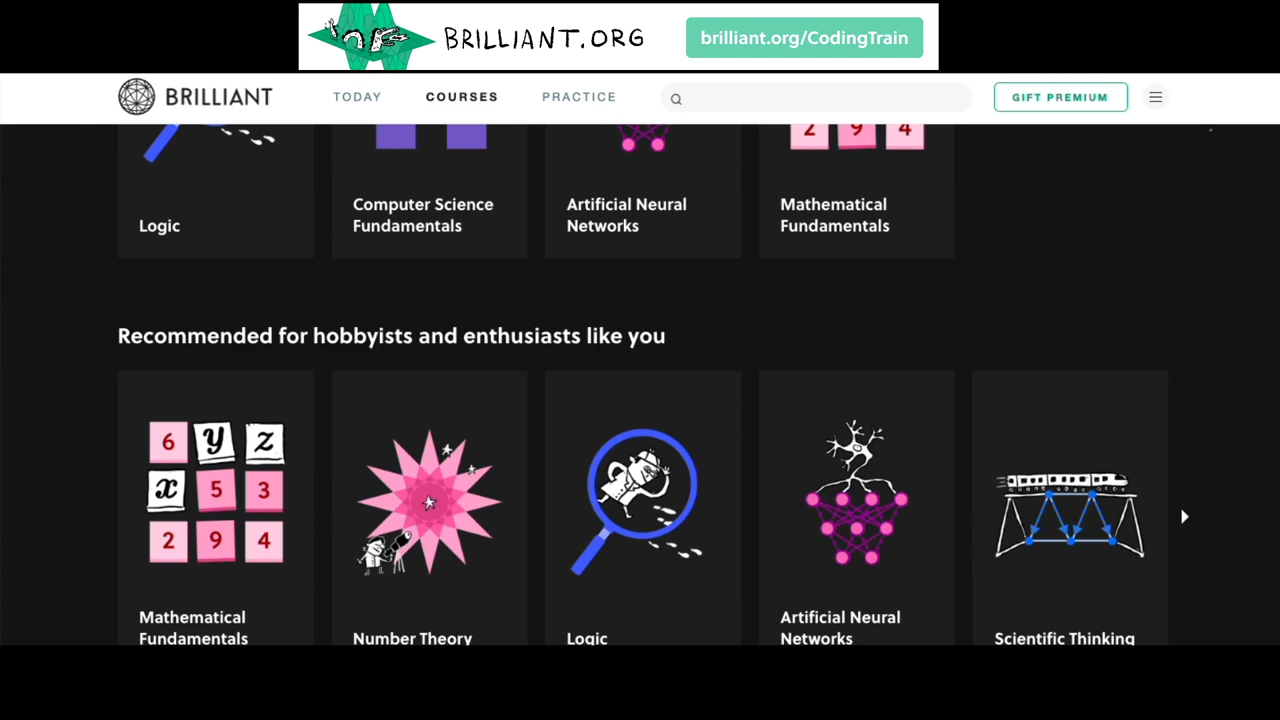 BRILLIANT.ORG
brilliant.org/CodingTrain
BRILLIANT
TODAY
COURSES
PRACTICE
GIFT PREMIUM
2 9 4
Logic
Computer Science
Fundamentals
Artificial Neural
Networks
Mathematical
Fundamentals
Recommended for hobbyists and enthusiasts like you
6 y z
x 5 3
2 9 4
Mathematical
Fundamentals
Number Theory
Logic
Artificial Neural
Networks
Scientific Thinking